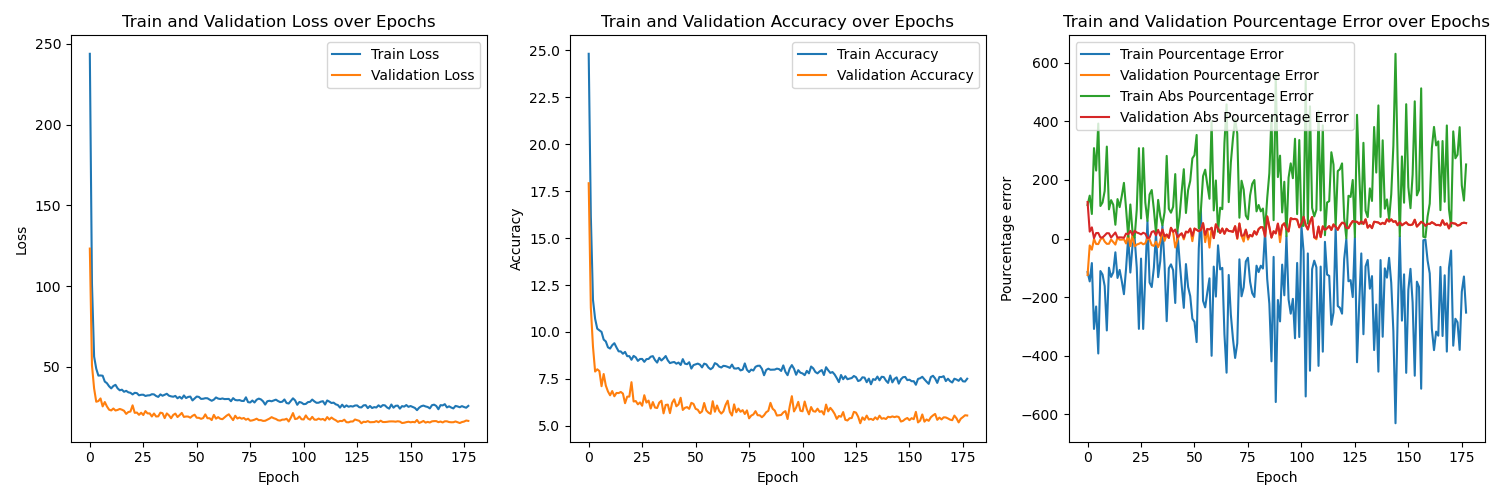 Train and Validation Loss over Epochs
250
200
150
100
50
0
25
50
75
100
125
150
175
Loss
Epoch
Train Loss
Validation Loss
Train and Validation Accuracy over Epochs
25.0
22.5
20.0
17.5
15.0
12.5
10.0
7.5
5.0
0
25
50
75
100
125
150
175
Accuracy
Epoch
Train Accuracy
Validation Accuracy
Train and Validation Pourcentage Error over Epochs
600
400
200
0
−200
−400
−600
0
25
50
75
100
125
150
175
Pourcentage error
Epoch
Train Pourcentage Error
Validation Pourcentage Error
Train Abs Pourcentage Error
Validation Abs Pourcentage Error